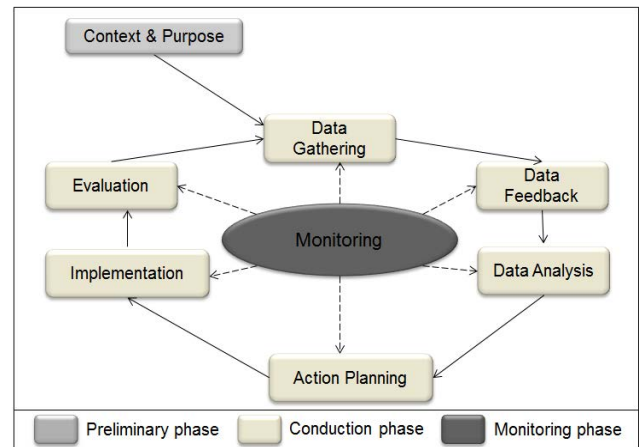 Context & Purpose
Data
Gathering
Evaluation
Data
Feedback
Monitoring
Implementation
Data Analysis
Action Planning
Preliminary phase
Conduction phase
Monitoring phase